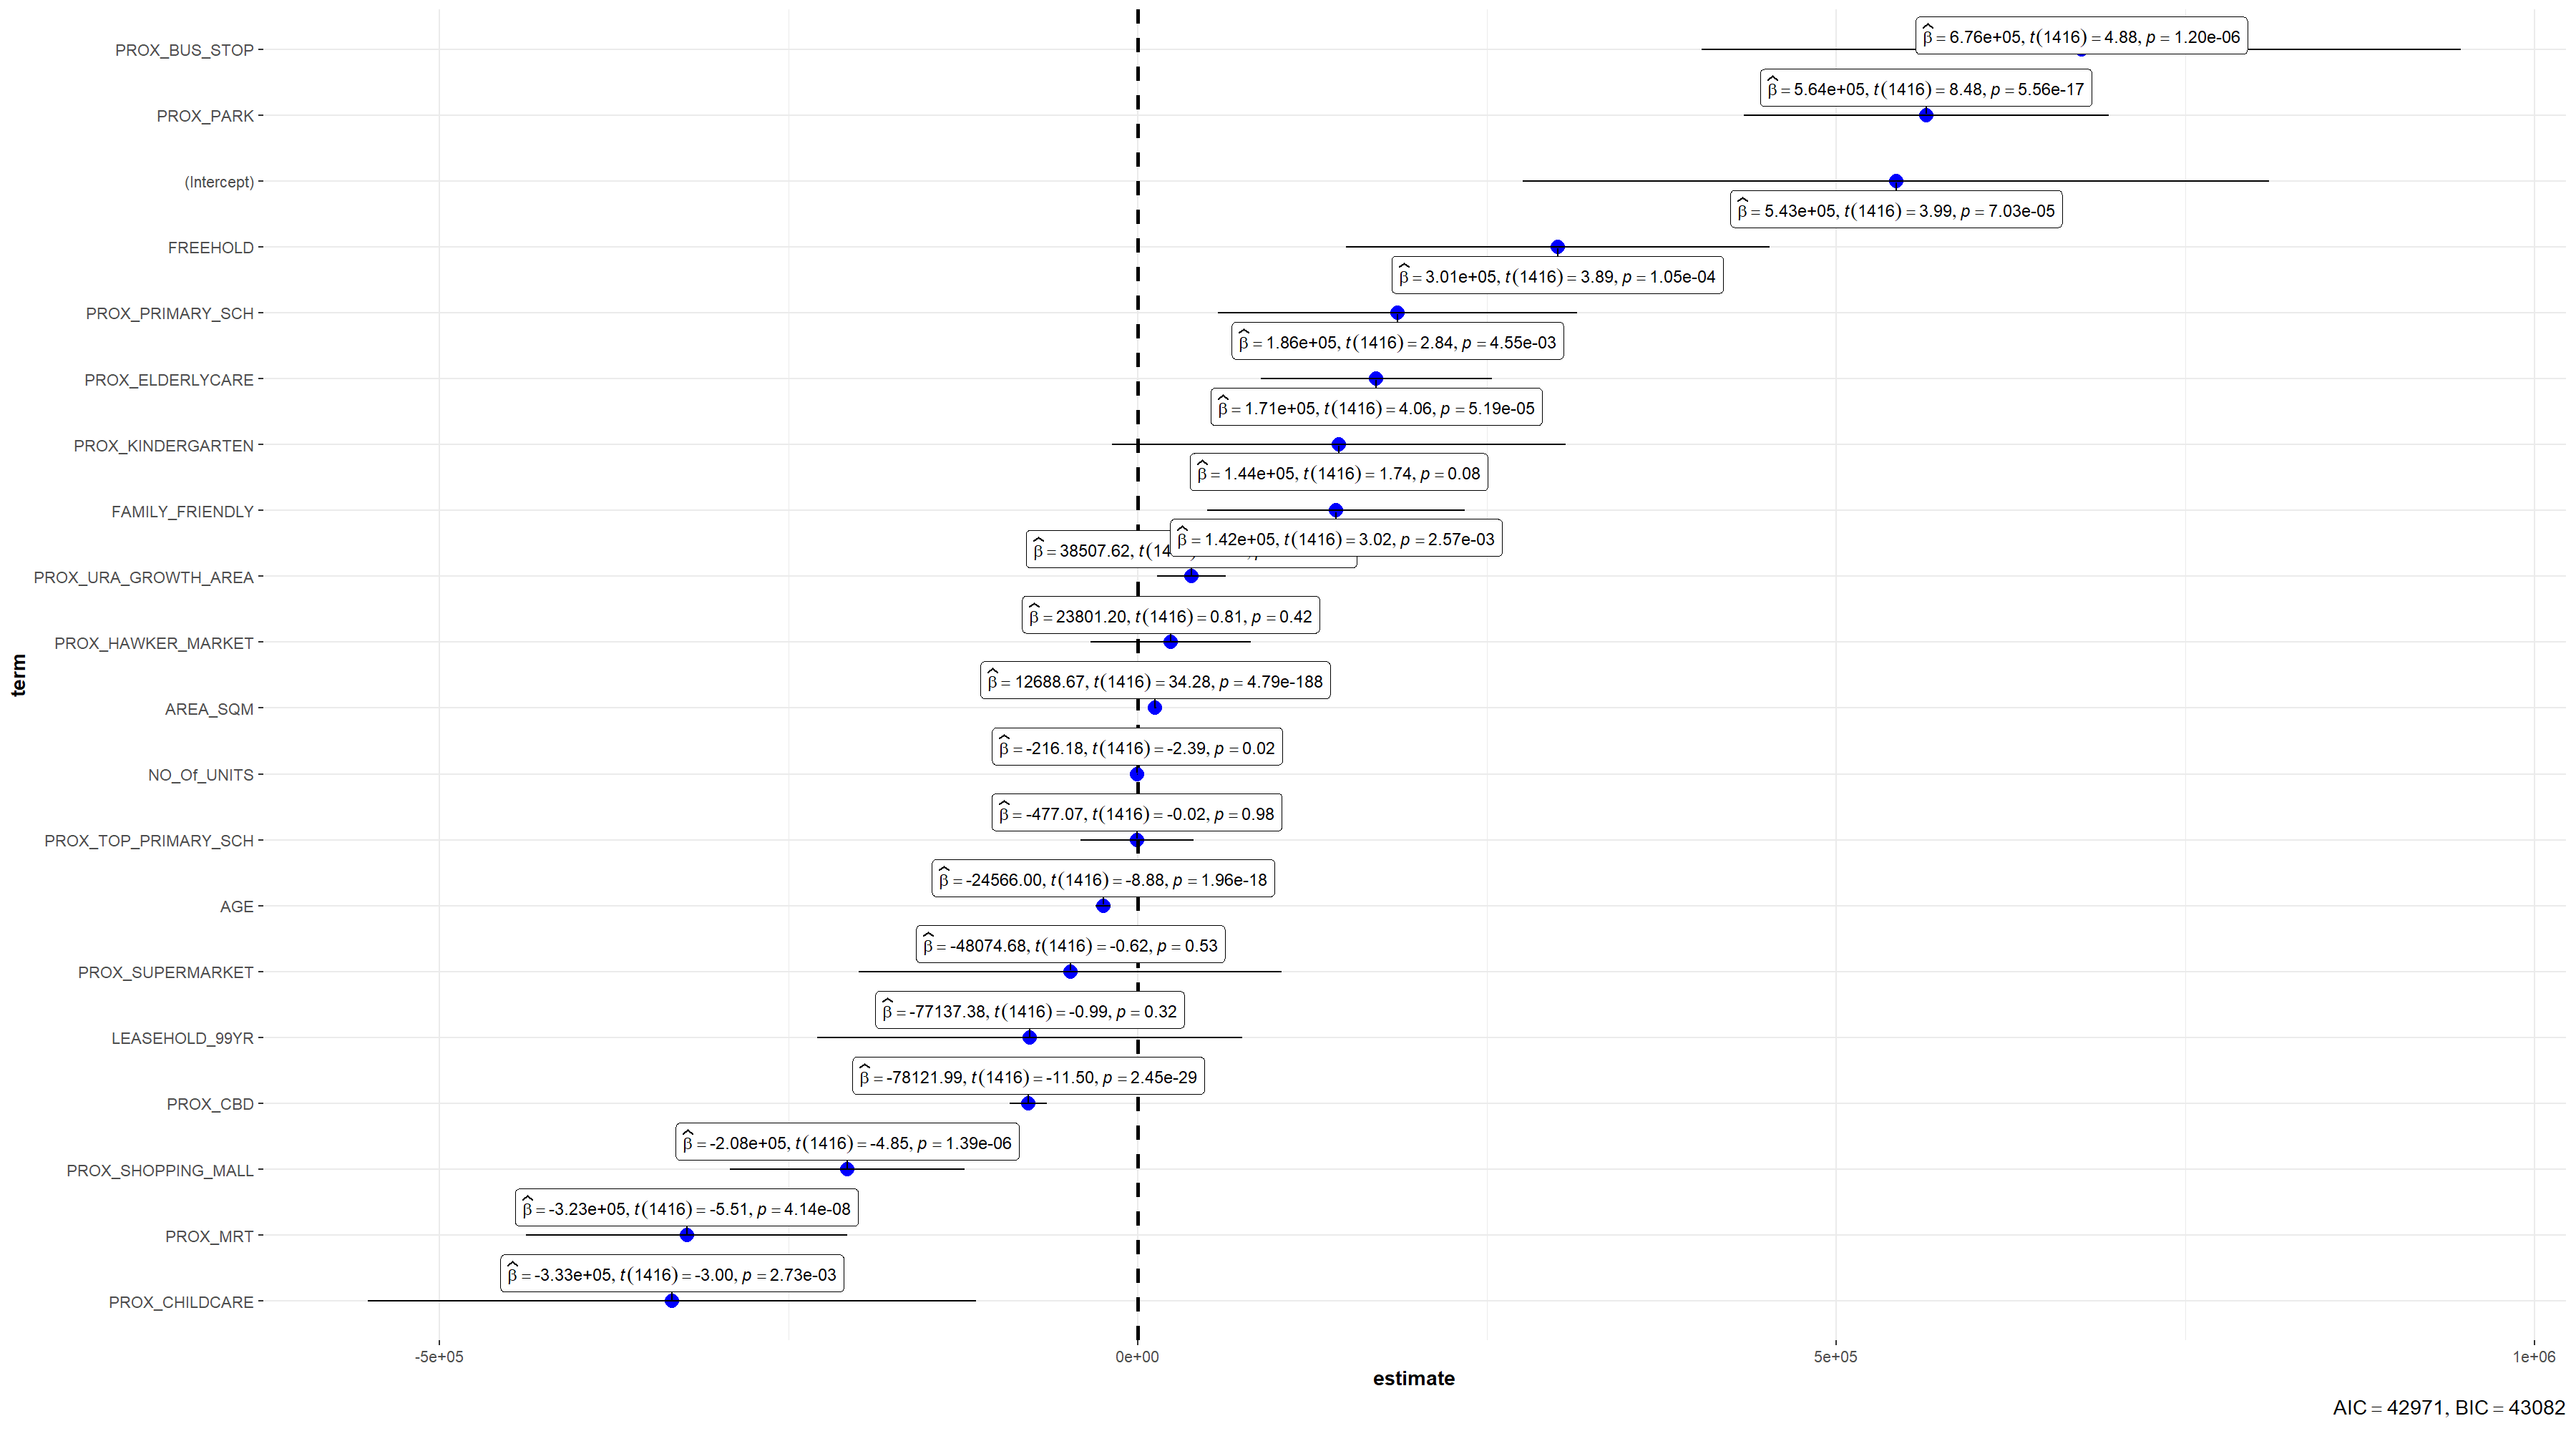 PROX_BUS_STOP
β̂ = 6.76e+05, t(1416) = 4.88, p = 1.20e-06
PROX_PARK
β̂ = 5.64e+05, t(1416) = 8.48, p = 5.56e-17
(Intercept)
β̂ = 5.43e+05, t(1416) = 3.99, p = 7.03e-05
FREEHOLD
β̂ = 3.01e+05, t(1416) = 3.89, p = 1.05e-04
PROX_PRIMARY_SCH
β̂ = 1.86e+05, t(1416) = 2.84, p = 4.55e-03
PROX_ELDERLYCARE
β̂ = 1.71e+05, t(1416) = 4.06, p = 5.19e-05
PROX_KINDERGARTEN
β̂ = 1.44e+05, t(1416) = 1.74, p = 0.08
FAMILY_FRIENDLY
β̂ = 1.42e+05, t(1416) = 3.02, p = 2.57e-03
β̂ = 38507.62, t(14
PROX_URA_GROWTH_AREA
β̂ = 23801.20, t(1416) = 0.81, p = 0.42
PROX_HAWKER_MARKET
β̂ = 12688.67, t(1416) = 34.28, p = 4.79e-188
AREA_SQM
β̂ = -216.18, t(1416) = -2.39, p = 0.02
NO_Of_UNITS
β̂ = -477.07, t(1416) = -0.02, p = 0.98
PROX_TOP_PRIMARY_SCH
β̂ = -24566.00, t(1416) = -8.88, p = 1.96e-18
AGE
β̂ = -48074.68, t(1416) = -0.62, p = 0.53
PROX_SUPERMARKET
β̂ = -77137.38, t(1416) = -0.99, p = 0.32
LEASEHOLD_99YR
β̂ = -78121.99, t(1416) = -11.50, p = 2.45e-29
PROX_CBD
β̂ = -2.08e+05, t(1416) = -4.85, p = 1.39e-06
PROX_SHOPPING_MALL
β̂ = -3.23e+05, t(1416) = -5.51, p = 4.14e-08
PROX_MRT
β̂ = -3.33e+05, t(1416) = -3.00, p = 2.73e-03
PROX_CHILDCARE
term
-5e+05 0e+00 5e+05 1e+06
estimate
AIC = 42971, BIC = 43082